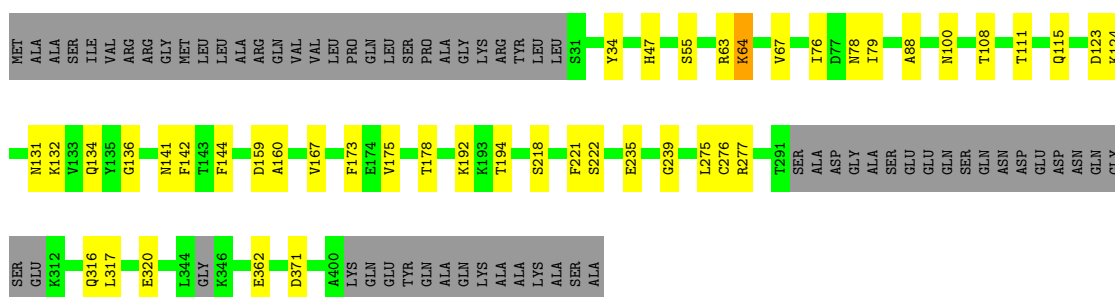 MET ALA ALA SER ILE VAL ARG ARG GLY MET LEU LEU ALA ARG GLN VAL VAL LEU PRO GLN LEU SER PRO ALA GLY LYS ARG TYR LEU LEU S31 Y34 H47 S55 R63 K64 V67 I76 D77 N78 I79 A88 N100 T108 T111 Q115 D123 K124
N131 K132 V133 Q134 Y135 G136 N141 F142 T143 F144 D159 A160 V167 F173 E174 V175 T178 K192 K193 T194 S218 F221 S222 E235 G239 L275 C276 R277 T291 SER ALA ASP GLY ALA SER GLU GLU GLN SER GLN ASN ASP GLU ASP ASN GLN GLY
SER GLU K312 Q316 L317 E320 L344 GLY K346 E362 D371 A400 LYS GLN GLU TYR GLN ALA GLN LYS ALA ALA LYS ALA SER ALA